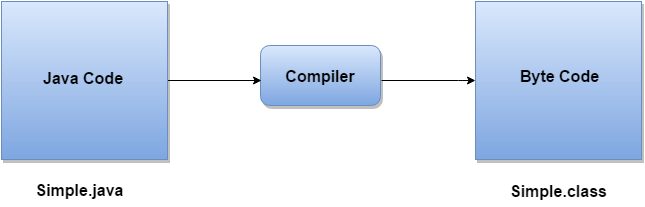 Java Code
Compiler
Byte Code
Simple.java
Simple.class